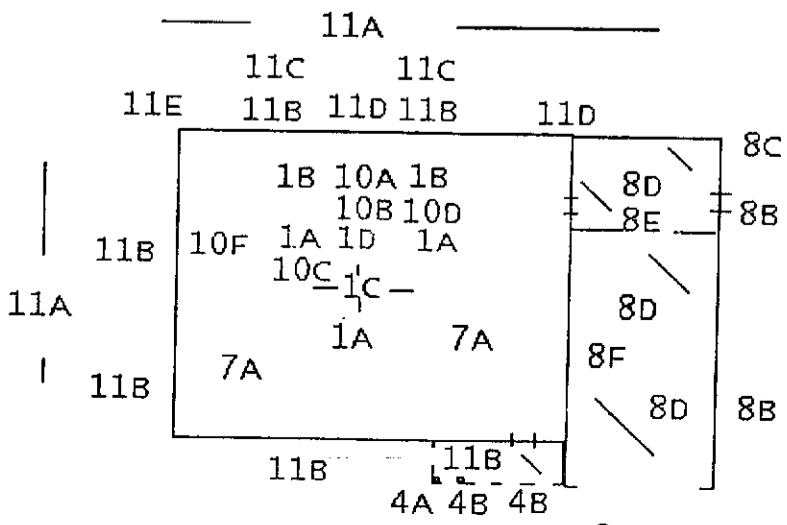 11A
11C 11C
11E 11B 11D 11B 11D
8C
1B 10A 1B 8D
10B 10D 8E 8B
11B 10F 1A 1D 1A
10C 1C
11A 8D
1A 7A 8F
7A
11B 8D 8B
11B 11B
4A 4B 4B